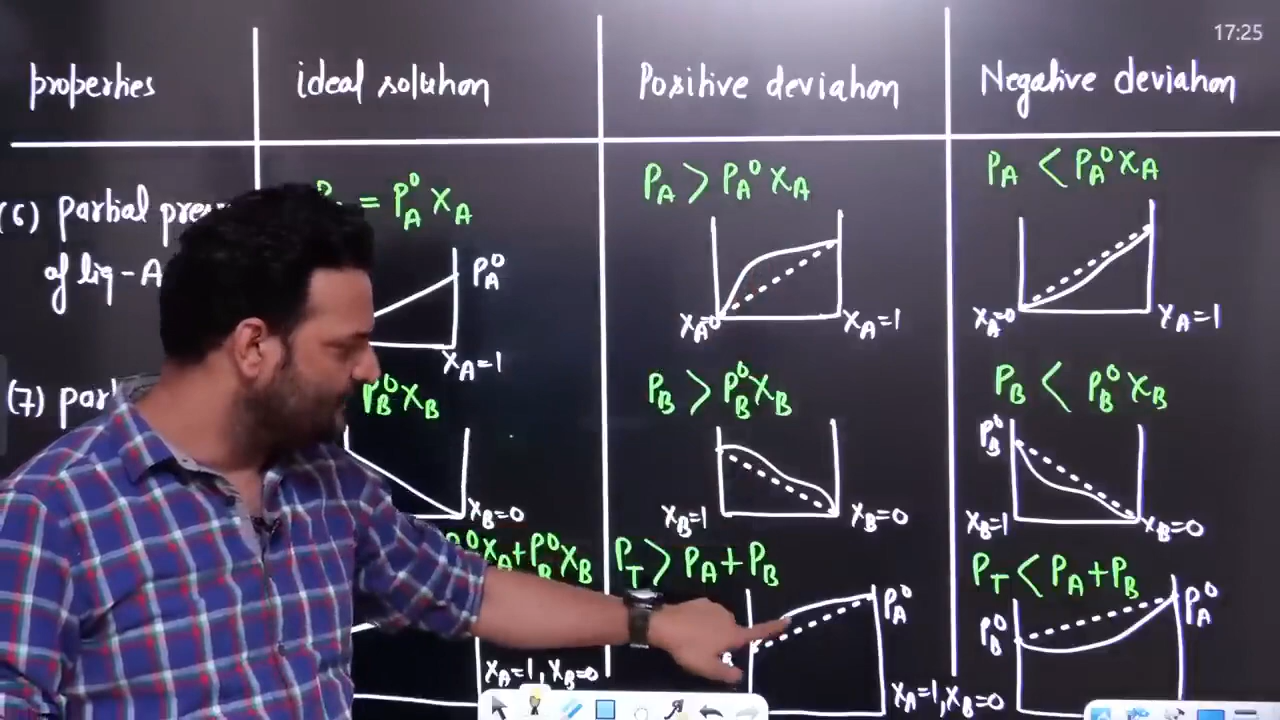 17:25
properties
ideal solution
Positive deviation
Negative deviation
(6) partial pres
of liq-A
= P_A^0 X_A
P_A^0
X_A=1
P_A > P_A^0 X_A
X_A=0
X_A=1
P_A < P_A^0 X_A
X_A=0
X_A=1
(7) par
P_B^0 X_B
X_B=0
P_B > P_B^0 X_B
X_B=1
X_B=0
P_B < P_B^0 X_B
P_B^0
X_B=1
X_B=0
X_A+P_B^0 X_B
X_A=1, X_B=0
P_T > P_A+P_B
P_A^0
X_A=1, X_B=0
P_T < P_A+P_B
P_B^0
P_A^0